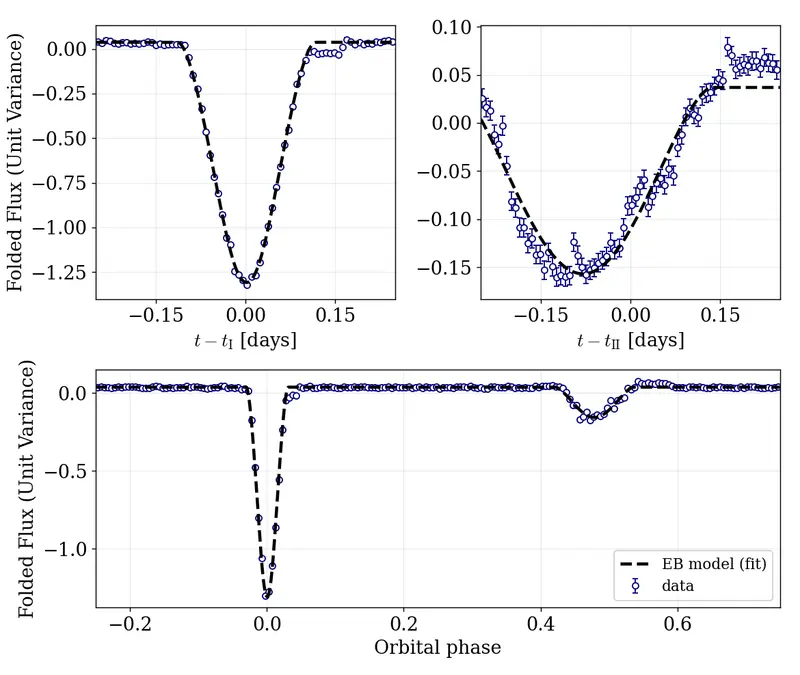 Folded Flux (Unit Variance)
0.00
−0.25
−0.50
−0.75
−1.00
−1.25
−0.15 0.00 0.15
t − tI [days]
0.10
0.05
0.00
−0.05
−0.10
−0.15
−0.15 0.00 0.15
t − tII [days]
Folded Flux (Unit Variance)
0.0
−0.5
−1.0
EB model (fit)
data
−0.2 0.0 0.2 0.4 0.6
Orbital phase